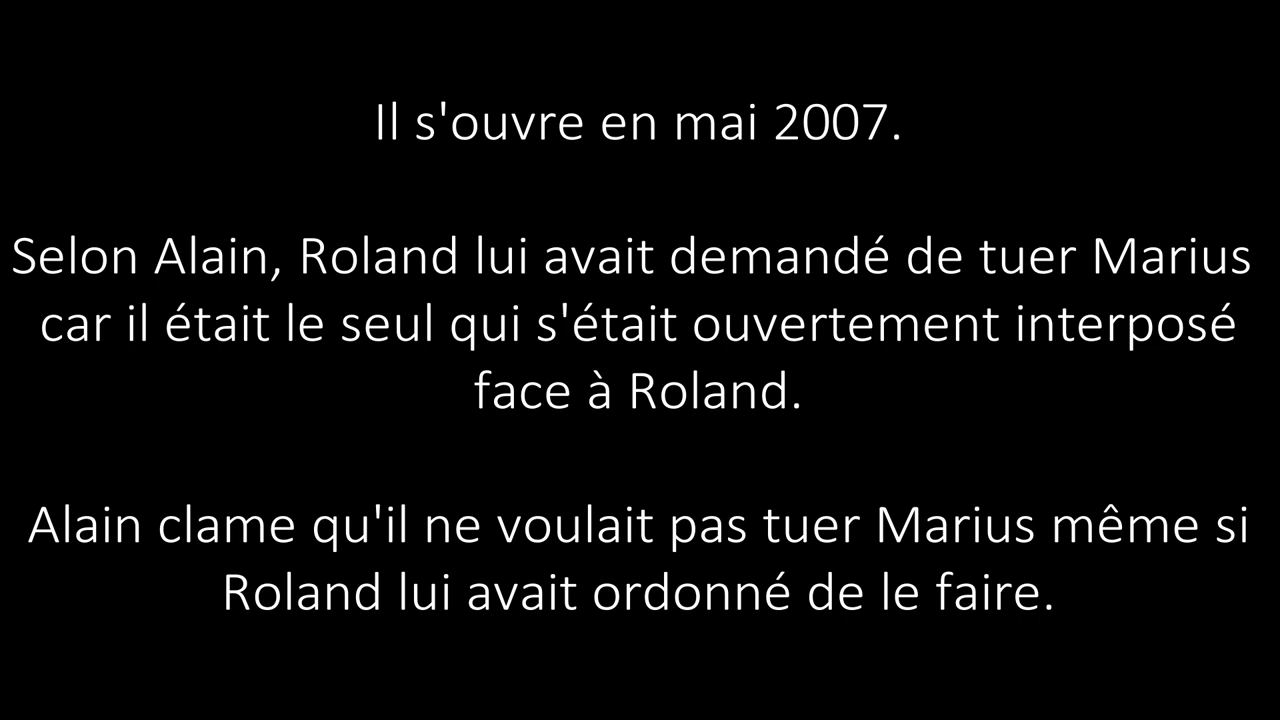 Il s'ouvre en mai 2007.
Selon Alain, Roland lui avait demandé de tuer Marius
car il était le seul qui s'était ouvertement interposé
face à Roland.
Alain clame qu'il ne voulait pas tuer Marius même si
Roland lui avait ordonné de le faire.